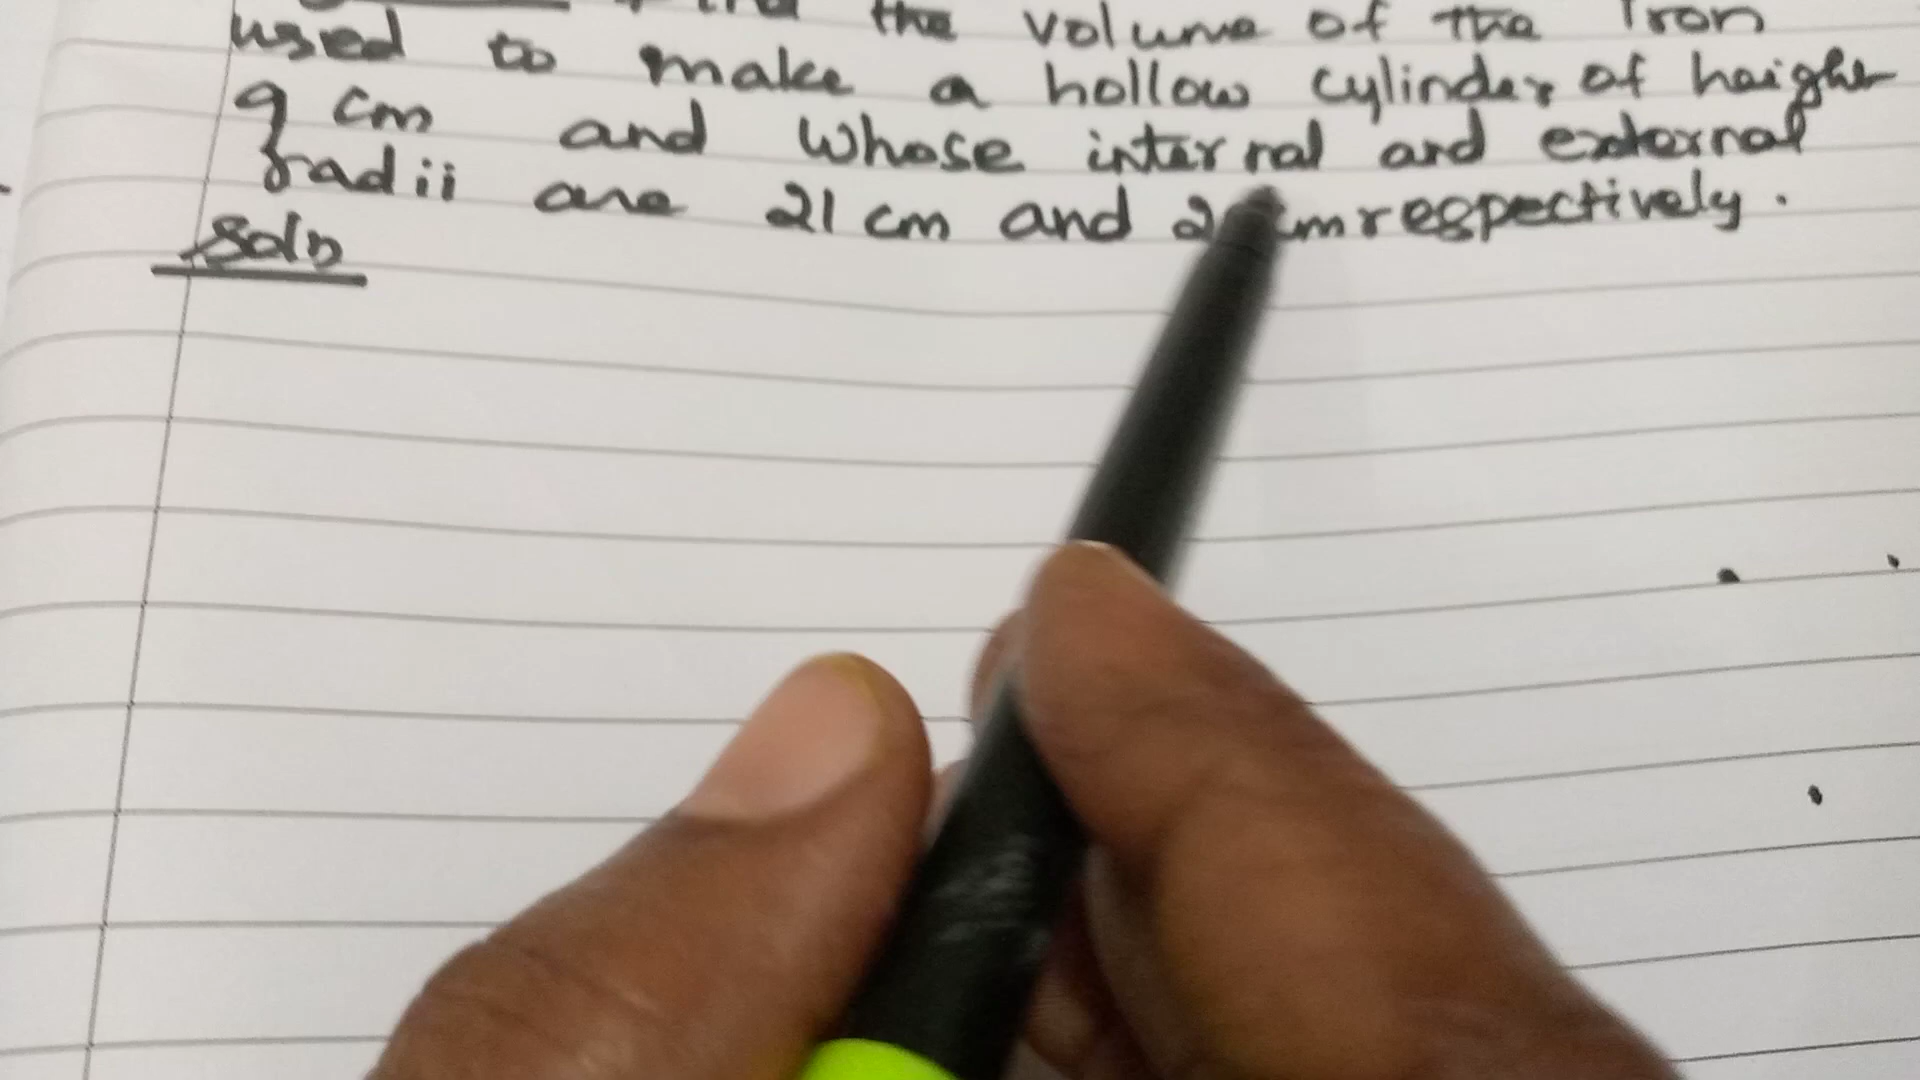 the volume of the Iron
used to make a hollow cylinder of height
9 cm and whose internal and external
radii are 21 cm and cm respectively.
Soln